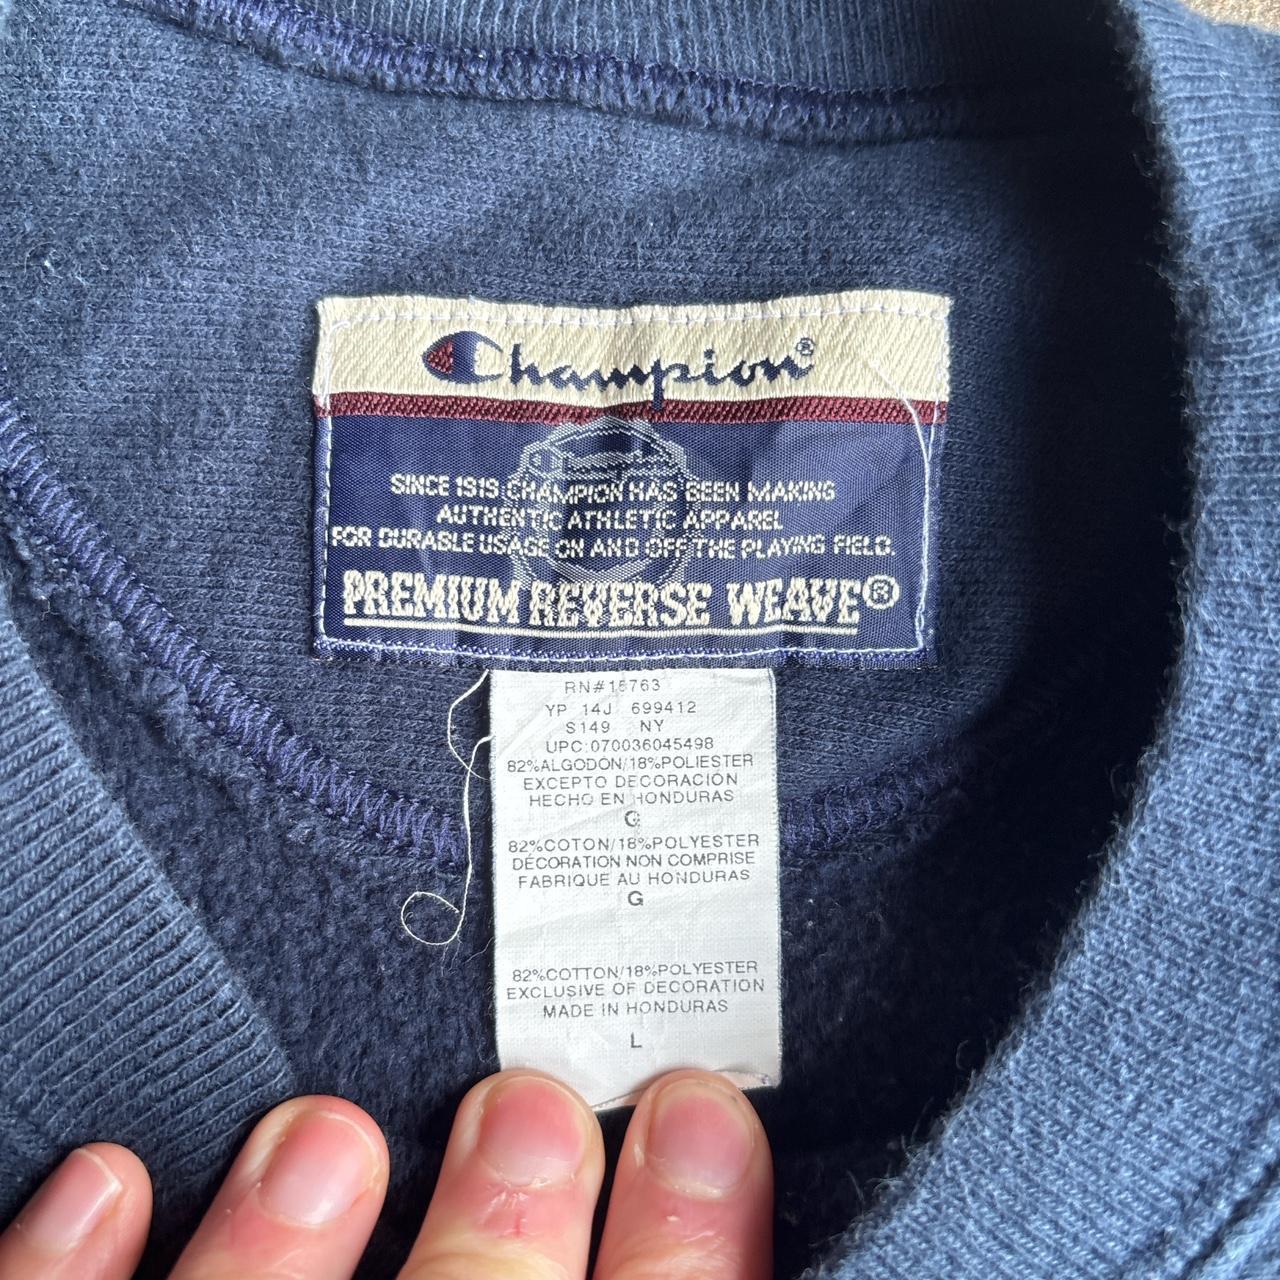 Champion®
SINCE 1919 CHAMPION HAS BEEN MAKING
AUTHENTIC ATHLETIC APPAREL
FOR DURABLE USAGE ON AND OFF THE PLAYING FIELD.
PREMIUM REVERSE WEAVE®
RN#15763
YP 14J 699412
S149 NY
UPC:070036045498
82%ALGODÓN/18%POLIESTER
EXCEPTO DECORACIÓN
HECHO EN HONDURAS
G
82%COTON/18%POLYESTER
DÉCORATION NON COMPRISE
FABRIQUE AU HONDURAS
G
82%COTTON/18%POLYESTER
EXCLUSIVE OF DECORATION
MADE IN HONDURAS
L